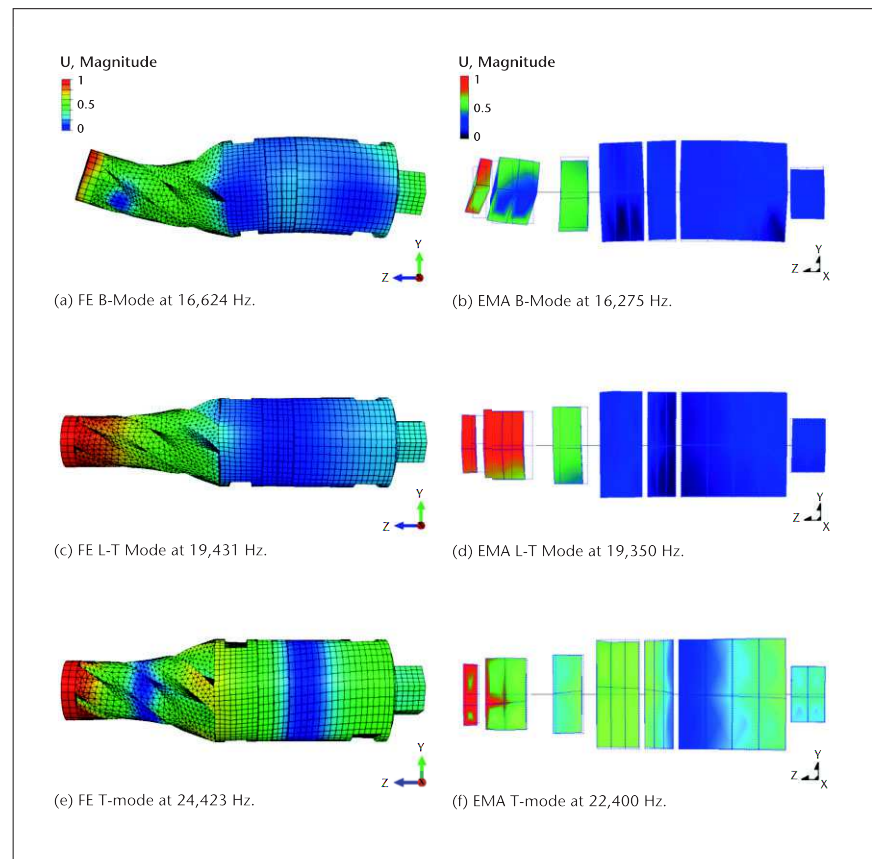 U, Magnitude
1
0.5
0
Y
Z
(a) FE B-Mode at 16,624 Hz.
U, Magnitude
1
0.5
0
Y
Z
X
(b) EMA B-Mode at 16,275 Hz.
Y
Z
(c) FE L-T Mode at 19,431 Hz.
Y
Z
X
(d) EMA L-T Mode at 19,350 Hz.
Y
Z
(e) FE T-mode at 24,423 Hz.
Y
Z
X
(f) EMA T-mode at 22,400 Hz.